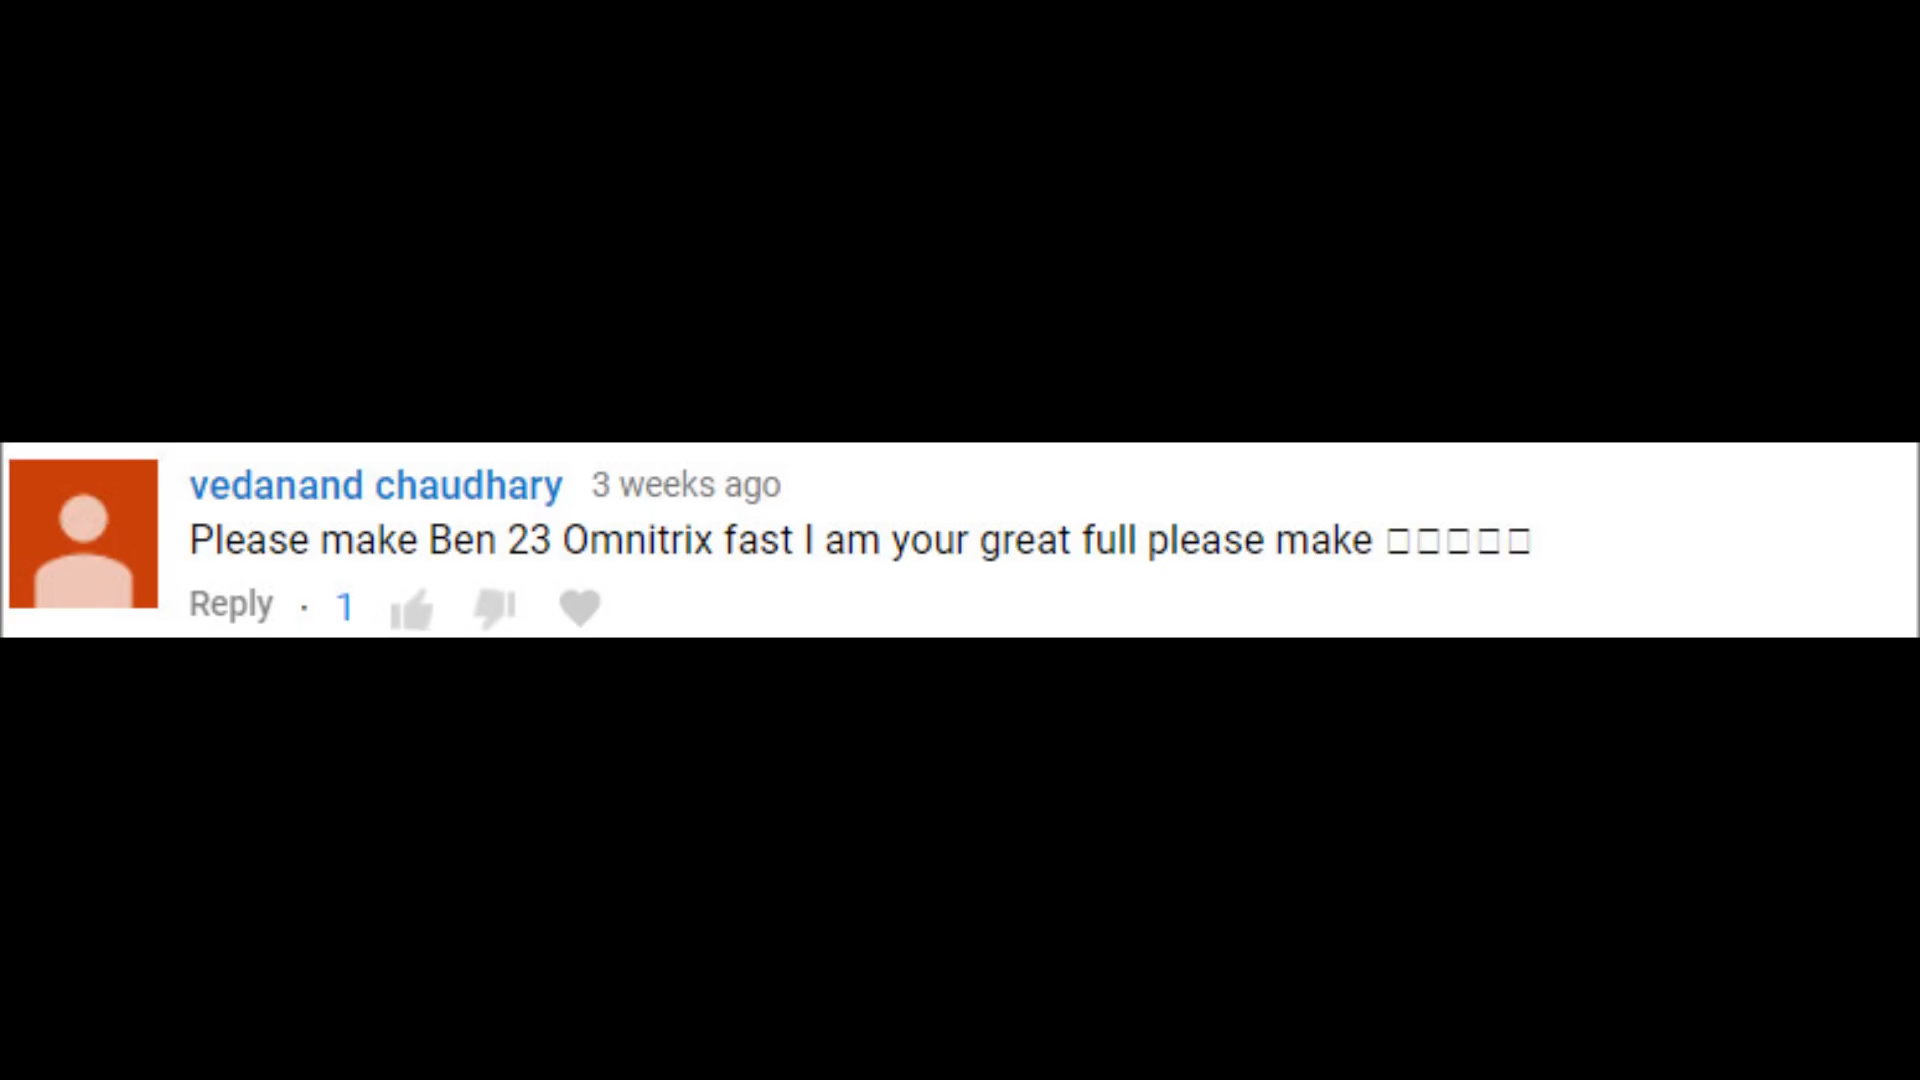 vedanand chaudhary 3 weeks ago
Please make Ben 23 Omnitrix fast I am your great full please make □□□□□
Reply · 1